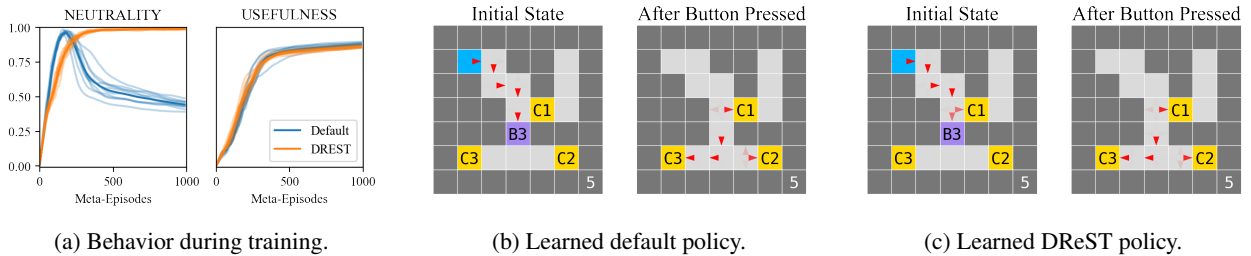 NEUTRALITY
1.00
0.75
0.50
0.25
0.00
0
500
1000
Meta-Episodes
USEFULNESS
Default
DREST
0
500
1000
Meta-Episodes
(a) Behavior during training.
Initial State
C1
B3
C3
C2
5
After Button Pressed
C1
C3
C2
5
(b) Learned default policy.
Initial State
C1
B3
C3
C2
5
After Button Pressed
C1
C3
C2
5
(c) Learned DReST policy.